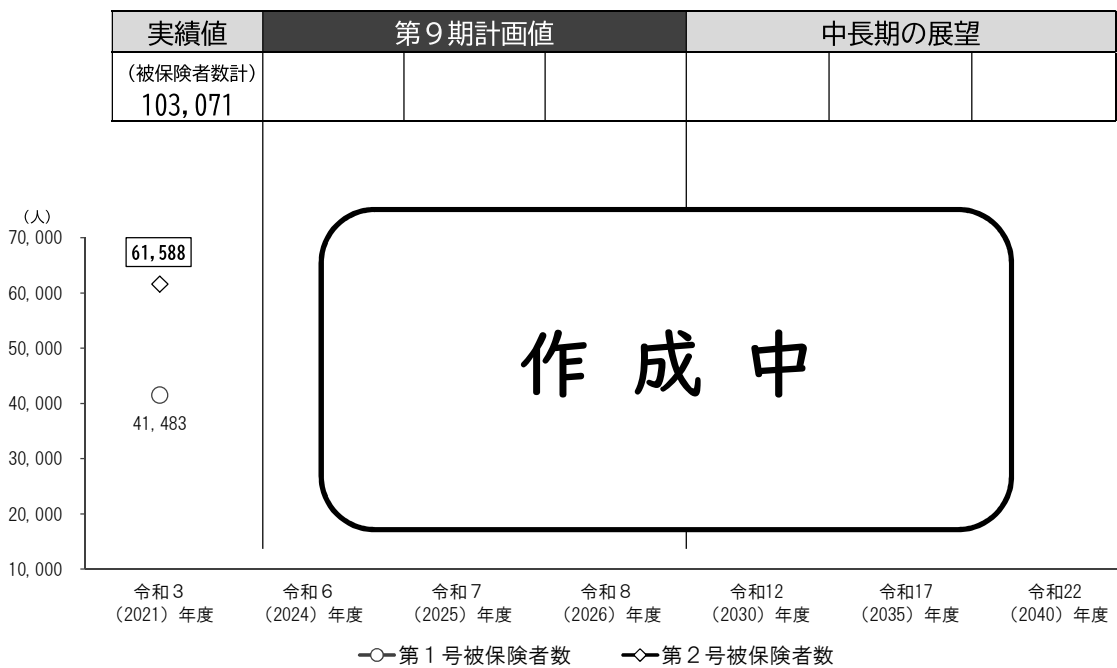 実績値 第９期計画値 中長期の展望
（被保険者数計）
103,071
（人）
70,000
61,588
60,000
50,000
作成中
40,000
41,483
30,000
20,000
10,000
令和３ 令和６ 令和７ 令和８ 令和12 令和17 令和22
（2021）年度 （2024）年度 （2025）年度 （2026）年度 （2030）年度 （2035）年度 （2040）年度
第１号被保険者数 第２号被保険者数